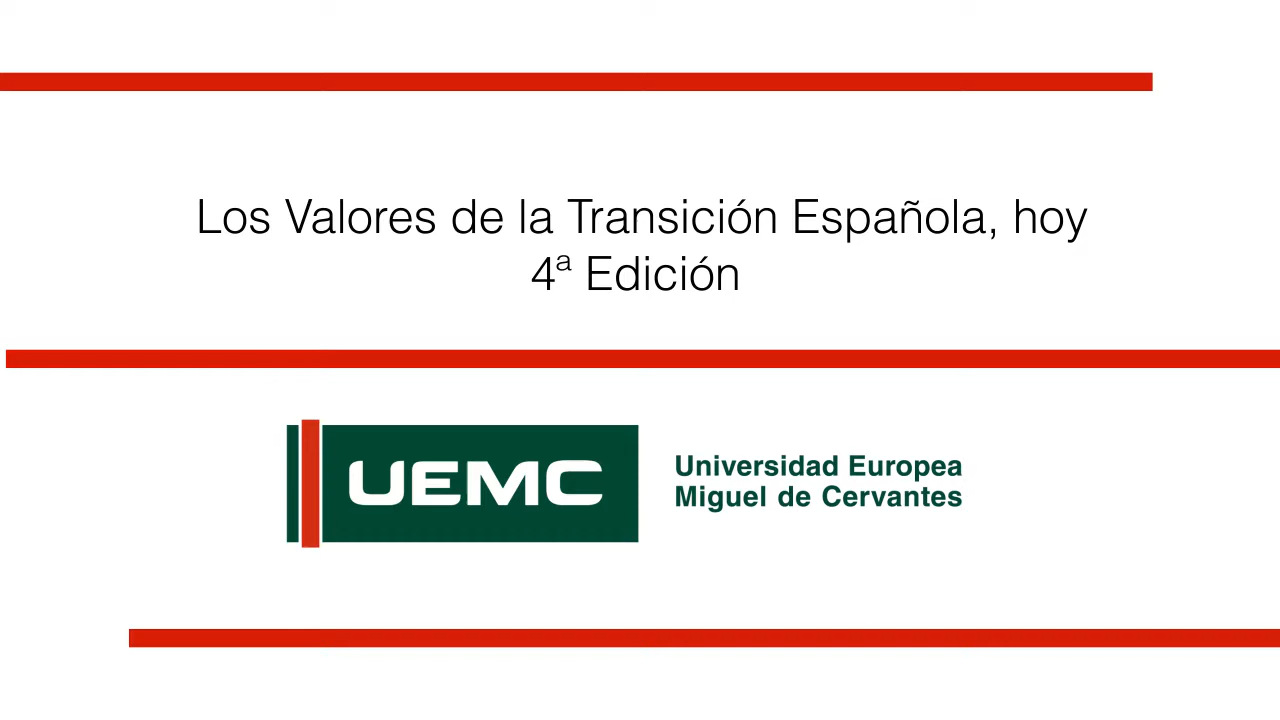 Los Valores de la Transición Española, hoy
4ª Edición
UEMC
Universidad Europea
Miguel de Cervantes